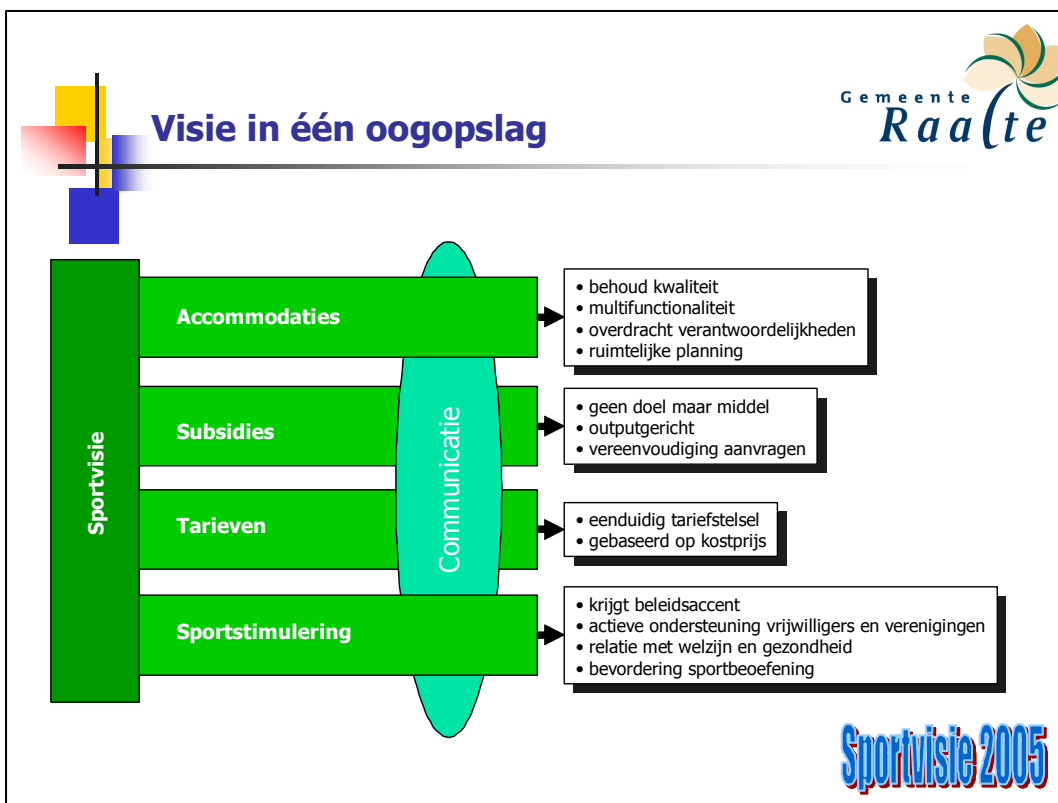 Gemeente
Raalte
Visie in één oogopslag
Sportvisie
Communicatie
Accommodaties
• behoud kwaliteit
• multifunctionaliteit
• overdracht verantwoordelijkheden
• ruimtelijke planning
Subsidies
• geen doel maar middel
• outputgericht
• vereenvoudiging aanvragen
Tarieven
• eenduidig tariefstelsel
• gebaseerd op kostprijs
Sportstimulering
• krijgt beleidsaccent
• actieve ondersteuning vrijwilligers en verenigingen
• relatie met welzijn en gezondheid
• bevordering sportbeoefening
Sportvisie 2005